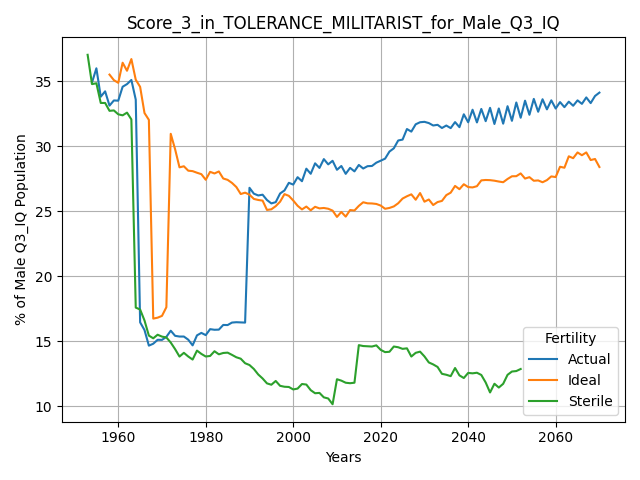 Score_3_in_TOLERANCE_MILITARIST_for_Male_Q3_IQ
% of Male Q3_IQ Population
35
30
25
20
15
10
1960 1980 2000 2020 2040 2060
Years
Fertility
Actual
Ideal
Sterile